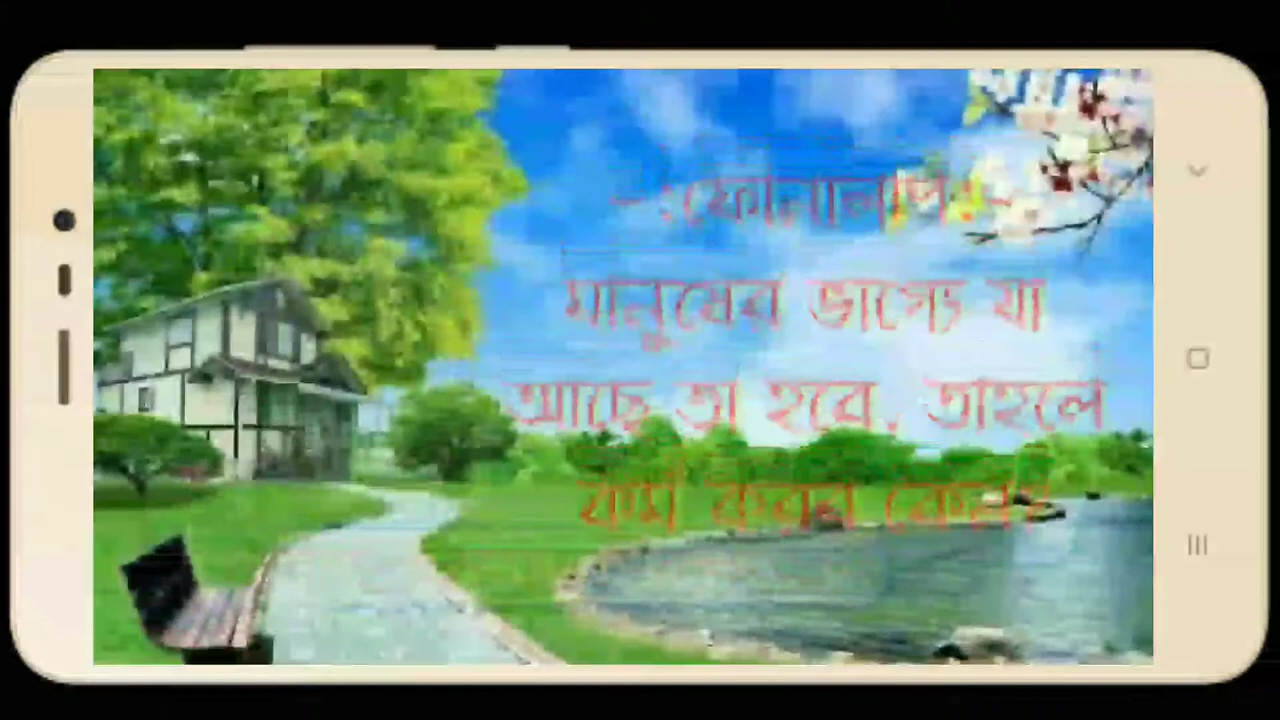 -:ফোনালাপ:-
মানুষের ভাগ্যে যা
আছে তা হবে, তাহলে
কর্ম করব কেন?